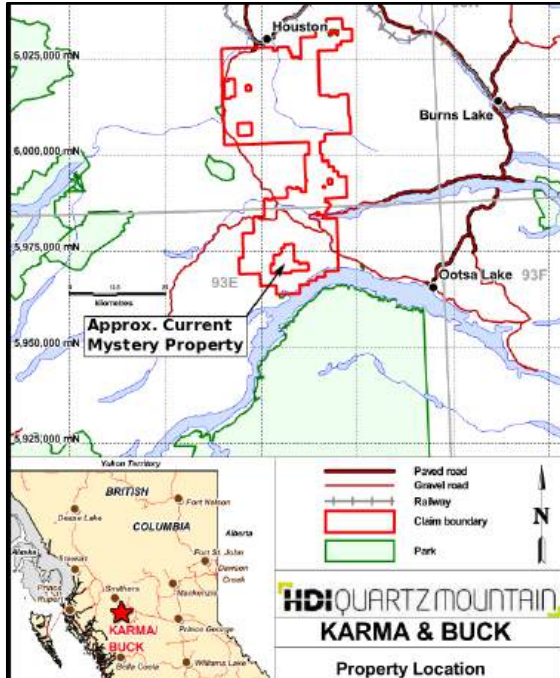 93K
Houston
6,025,000 mN
Burns Lake
6,000,000 mN
5,975,000 mN
93E
Ootsa Lake
93F
kilometres
Approx. Current
Mystery Property
5,950,000 mN
5,925,000 mN
Yukon Territory
BRITISH
COLUMBIA
Fort Nelson
Dease Lake
Alberta
Alaska
Stewart
Fort St. John
Dawson
Creek
Smithers
Mackenzie
Prince
Rupert
KARMA/
BUCK
Prince George
Bella Coola
Williams Lake
Paved road
Gravel road
Railway
Claim boundary
Park
N
HDI QUARTZ MOUNTAIN
KARMA & BUCK
Property Location